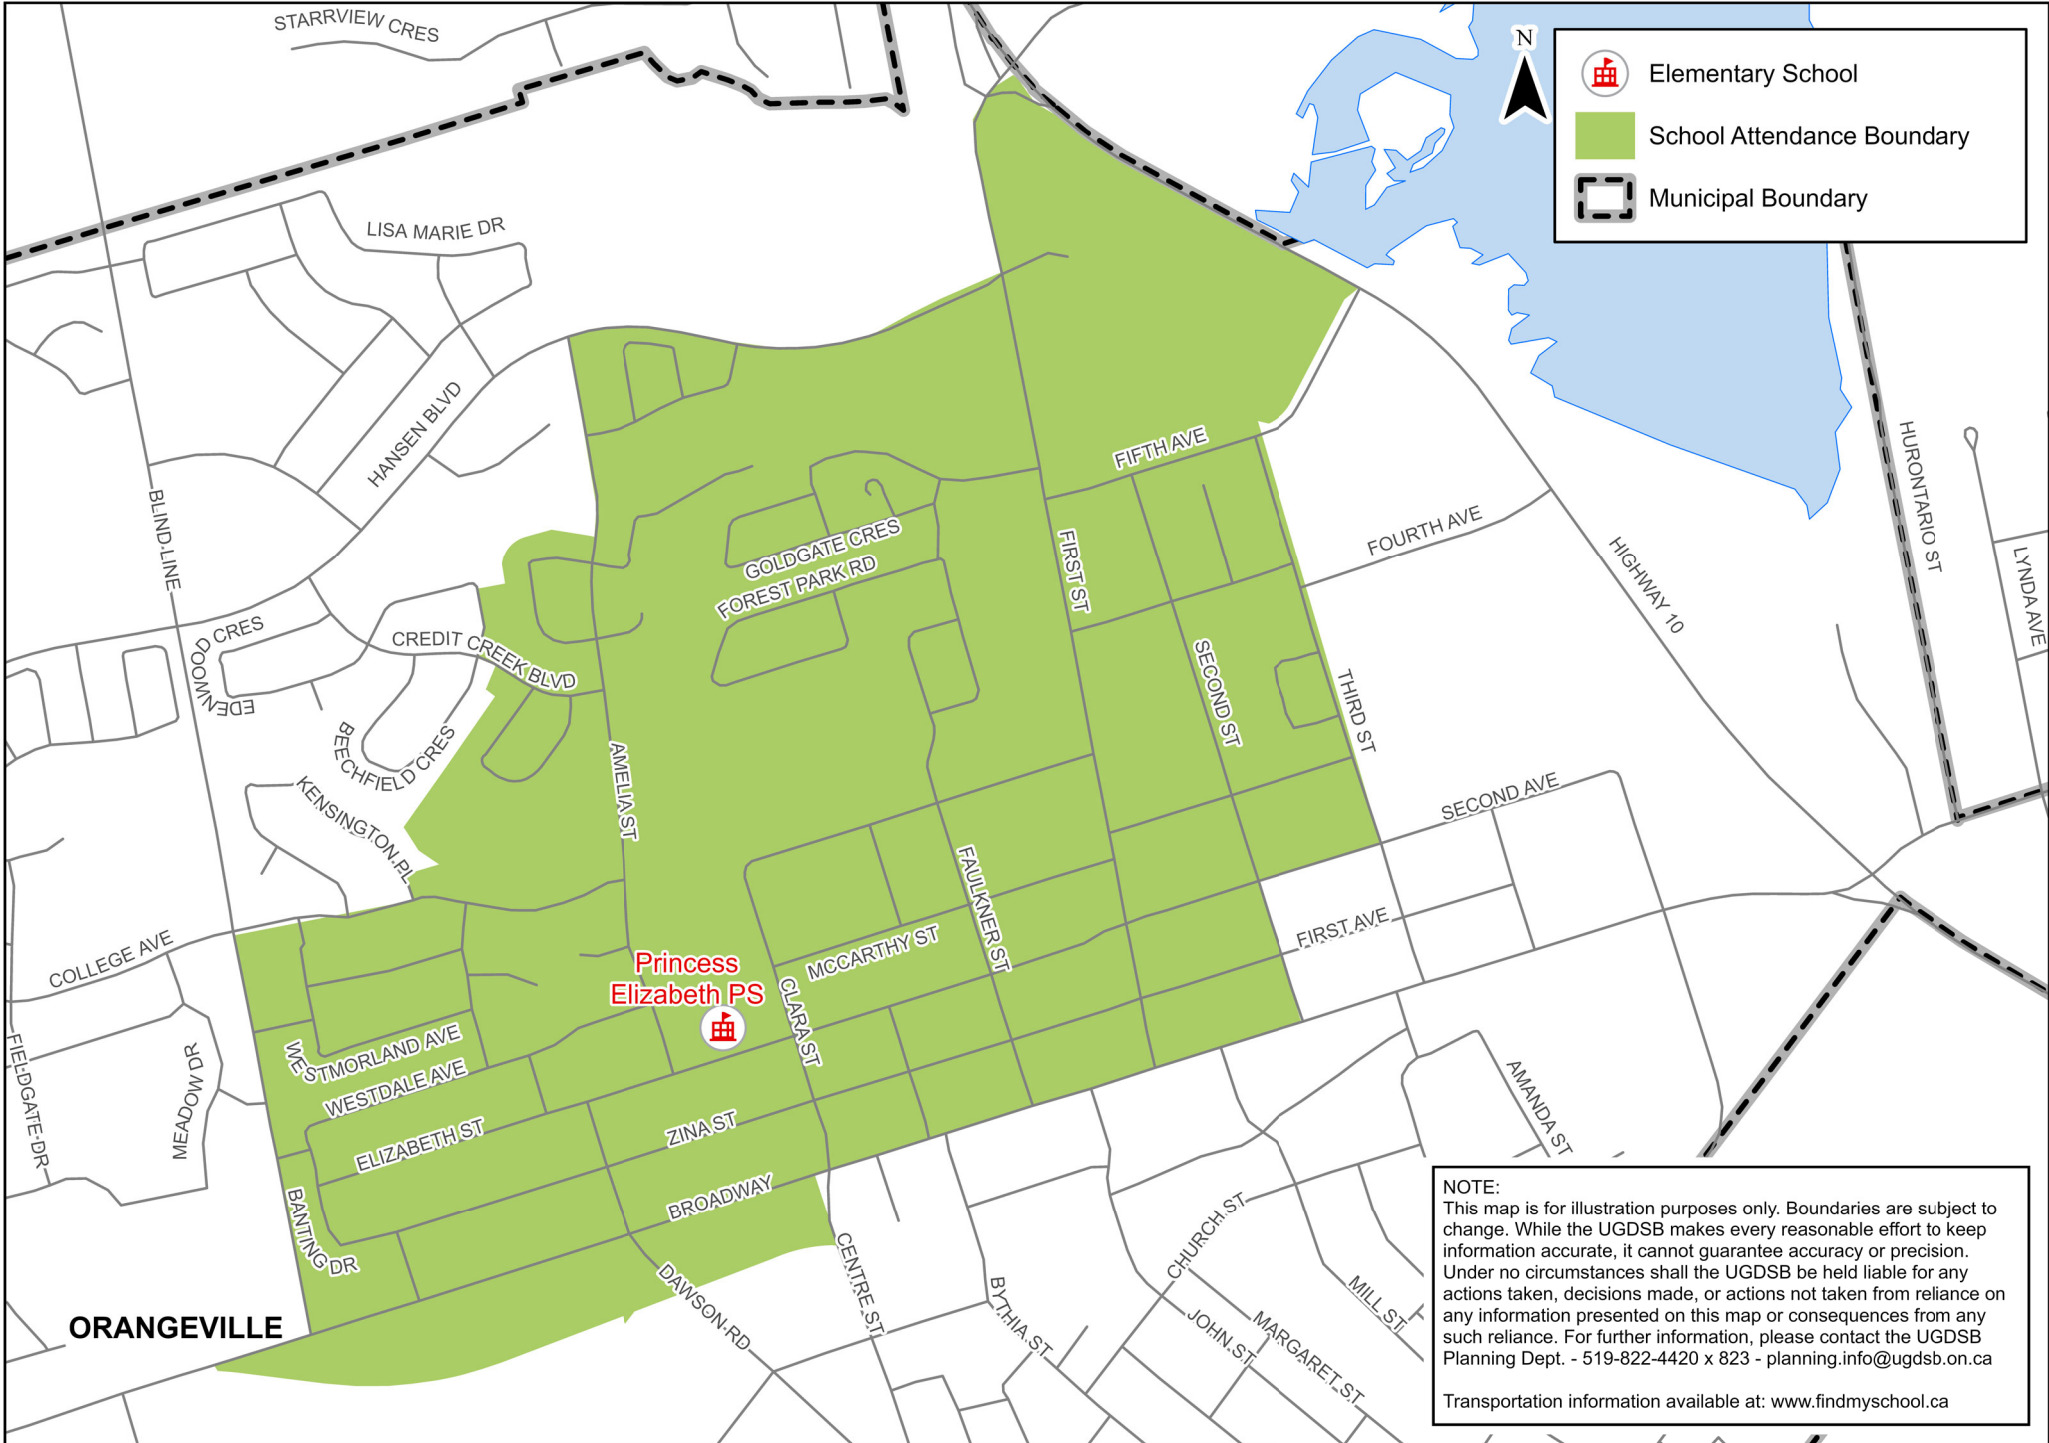 STARRVIEW CRES
N
Elementary School
School Attendance Boundary
Municipal Boundary
LISA MARIE DR
HANSEN BLVD
BLIND LINE
FIFTH AVE
FOURTH AVE
HURONTARIO ST
HIGHWAY 10
LYNDA AVE
GOLDGATE CRES
FOREST PARK RD
FIRST ST
EDENWOOD CRES
CREDIT CREEK BLVD
SECOND ST
THIRD ST
BEECHFIELD CRES
AMELIA ST
KENSINGTON PL
SECOND AVE
FAULKNER ST
FIRST AVE
COLLEGE AVE
MCCARTHY ST
Princess
Elizabeth PS
CLARA ST
FIELDGATE DR
MEADOW DR
WESTMORLAND AVE
WESTDALE AVE
ELIZABETH ST
ZINA ST
AMANDA ST
BANTING DR
BROADWAY
CENTRE ST
DAWSON RD
BYTHIA ST
CHURCH ST
JOHN ST
MARGARET ST
MILL ST
ORANGEVILLE
NOTE:
This map is for illustration purposes only. Boundaries are subject to
change. While the UGDSB makes every reasonable effort to keep
information accurate, it cannot guarantee accuracy or precision.
Under no circumstances shall the UGDSB be held liable for any
actions taken, decisions made, or actions not taken from reliance on
any information presented on this map or consequences from any
such reliance. For further information, please contact the UGDSB
Planning Dept. - 519-822-4420 x 823 - planning.info@ugdsb.on.ca
Transportation information available at: www.findmyschool.ca